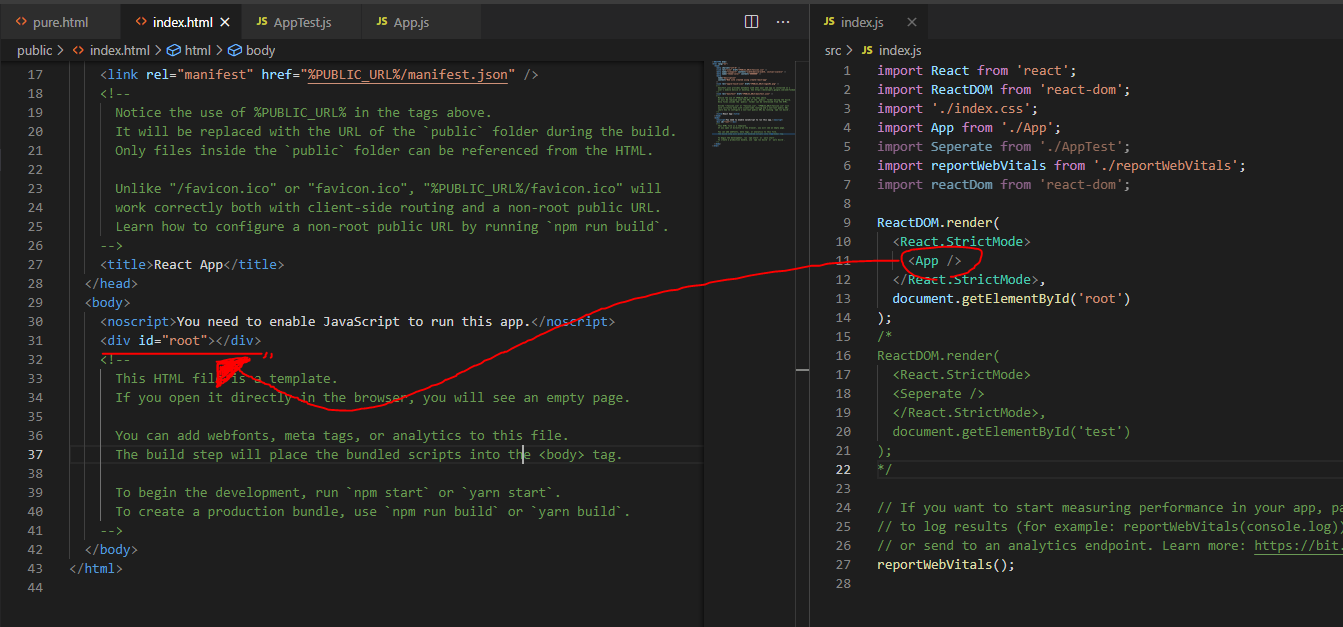 pure.html
index.html
JS AppTest.js
JS App.js
JS index.js
public > index.html > html > body
src > JS index.js
17 <link rel="manifest" href="%PUBLIC_URL%/manifest.json" />
18 <!--
19 Notice the use of %PUBLIC_URL% in the tags above.
20 It will be replaced with the URL of the `public` folder during the build.
21 Only files inside the `public` folder can be referenced from the HTML.
22
23 Unlike "/favicon.ico" or "favicon.ico", "%PUBLIC_URL%/favicon.ico" will
24 work correctly both with client-side routing and a non-root public URL.
25 Learn how to configure a non-root public URL by running `npm run build`.
26 -->
27 <title>React App</title>
28 </head>
29 <body>
30 <noscript>You need to enable JavaScript to run this app.</noscript>
31 <div id="root"></div>
32 <!--
33 This HTML file is a template.
34 If you open it directly in the browser, you will see an empty page.
35
36 You can add webfonts, meta tags, or analytics to this file.
37 The build step will place the bundled scripts into the <body> tag.
38
39 To begin the development, run `npm start` or `yarn start`.
40 To create a production bundle, use `npm run build` or `yarn build`.
41 -->
42 </body>
43 </html>
44
1 import React from 'react';
2 import ReactDOM from 'react-dom';
3 import './index.css';
4 import App from './App';
5 import Seperate from './AppTest';
6 import reportWebVitals from './reportWebVitals';
7 import reactDom from 'react-dom';
8
9 ReactDOM.render(
10 <React.StrictMode>
11 <App />
12 </React.StrictMode>,
13 document.getElementById('root')
14 );
15 /*
16 ReactDOM.render(
17 <React.StrictMode>
18 <Seperate />
19 </React.StrictMode>,
20 document.getElementById('test')
21 );
22 */
23
24 // If you want to start measuring performance in your app, pa
25 // to log results (for example: reportWebVitals(console.log))
26 // or send to an analytics endpoint. Learn more: https://bit.
27 reportWebVitals();
28